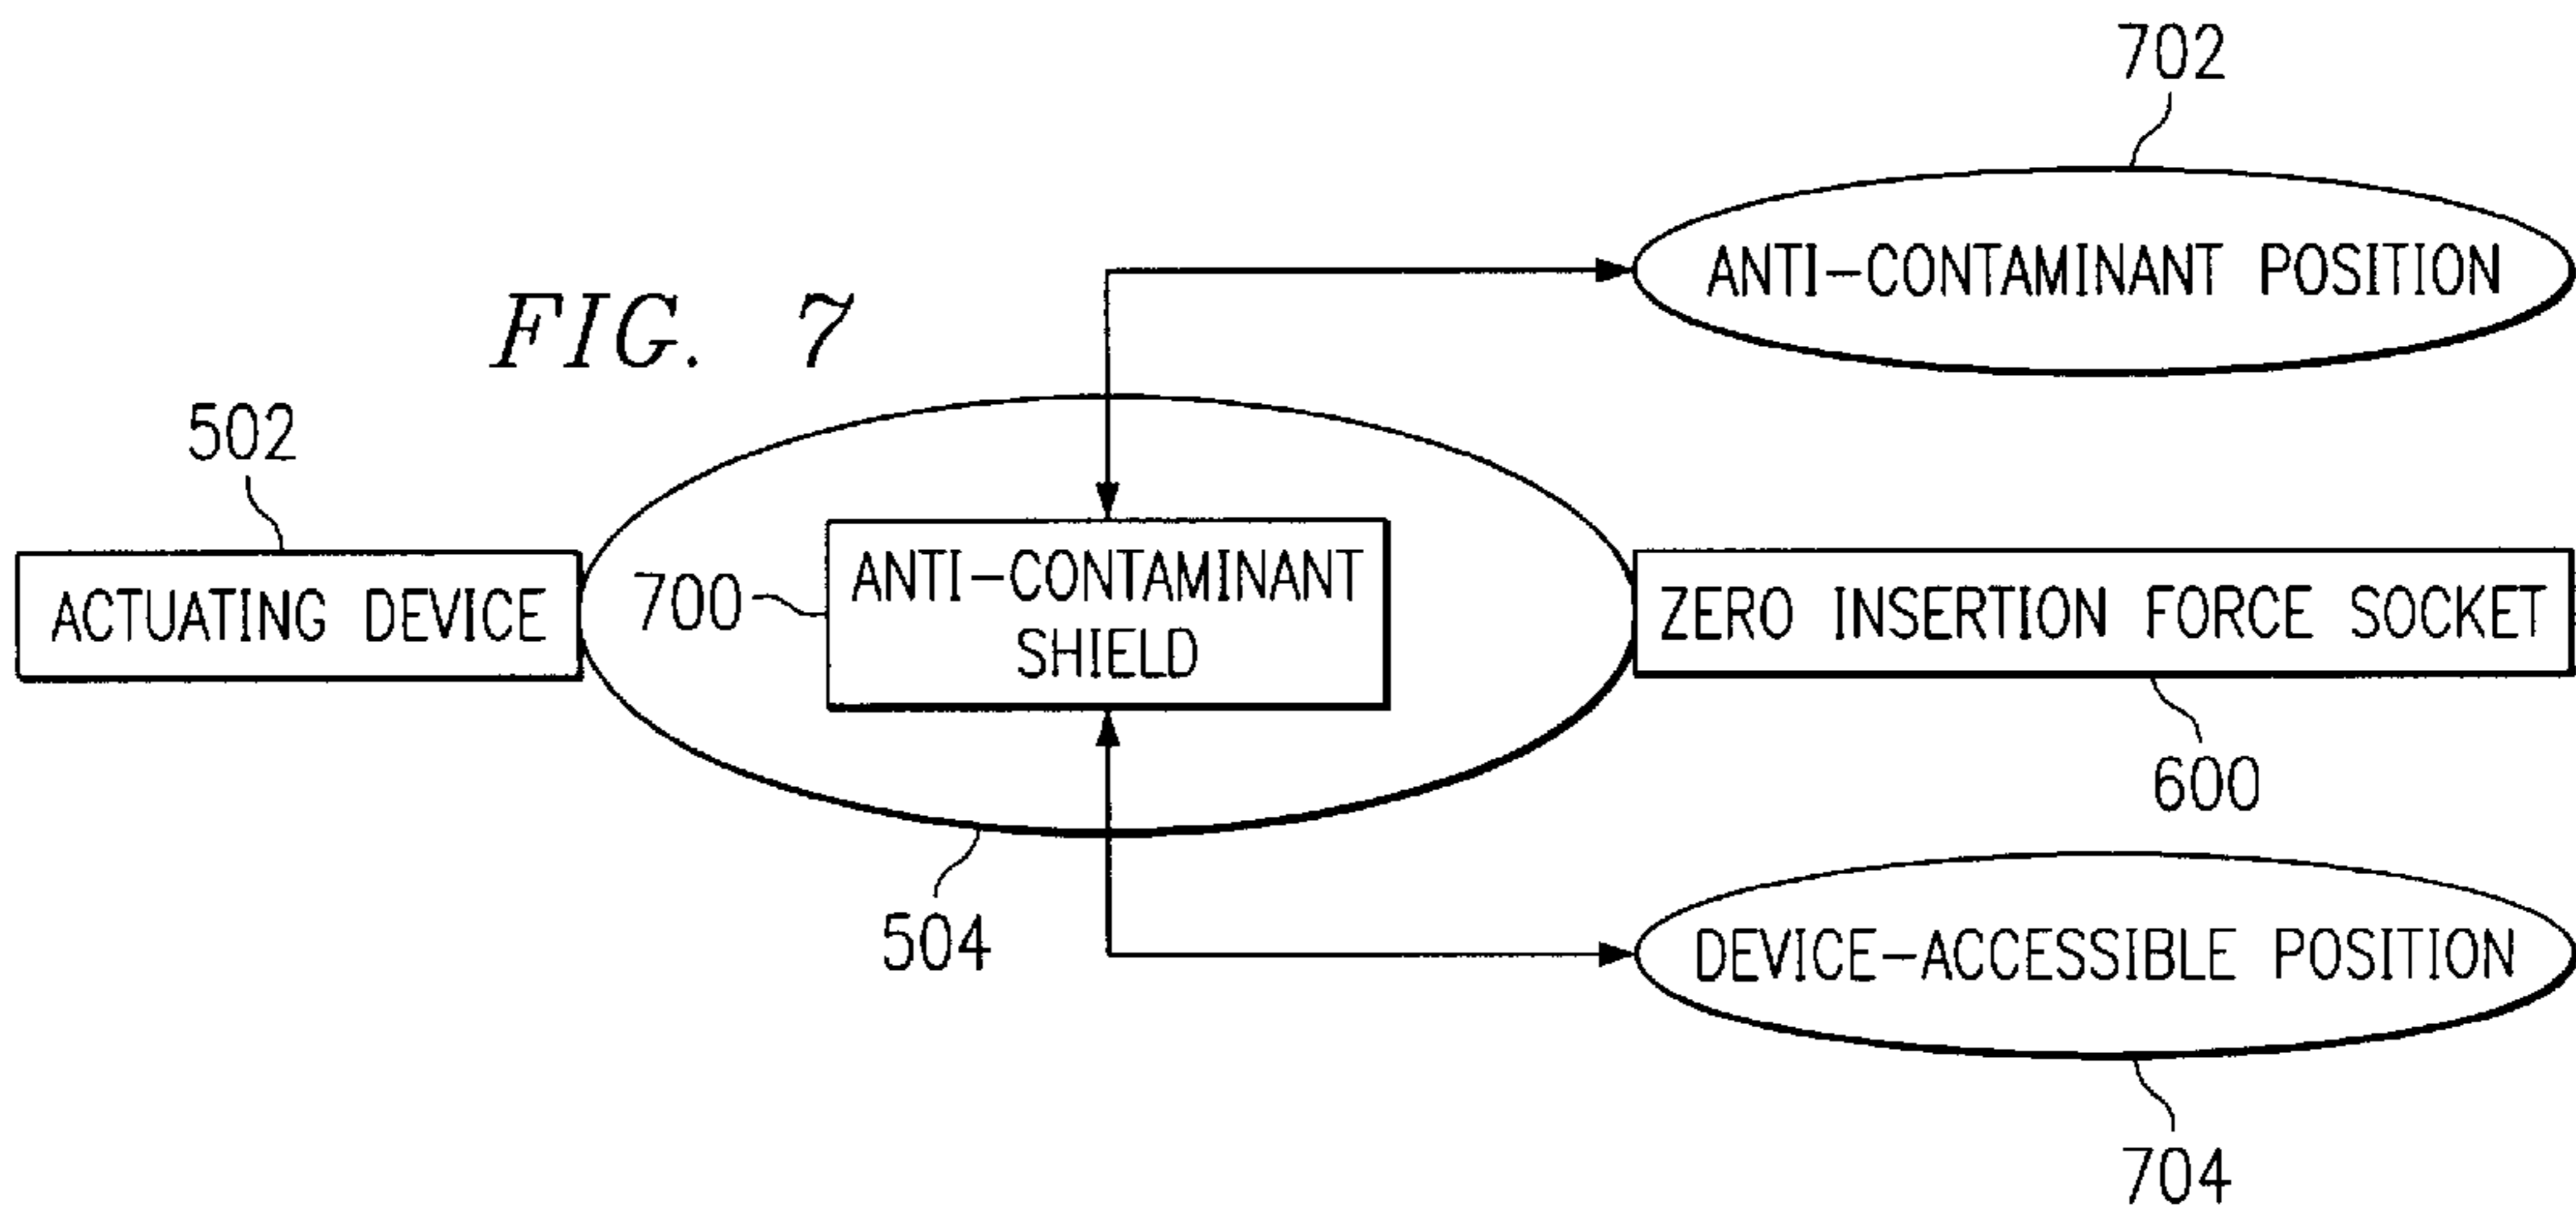 702
ANTI-CONTAMINANT POSITION
FIG. 7
502
ACTUATING DEVICE
700
ANTI-CONTAMINANT
SHIELD
ZERO INSERTION FORCE SOCKET
600
504
DEVICE-ACCESSIBLE POSITION
704